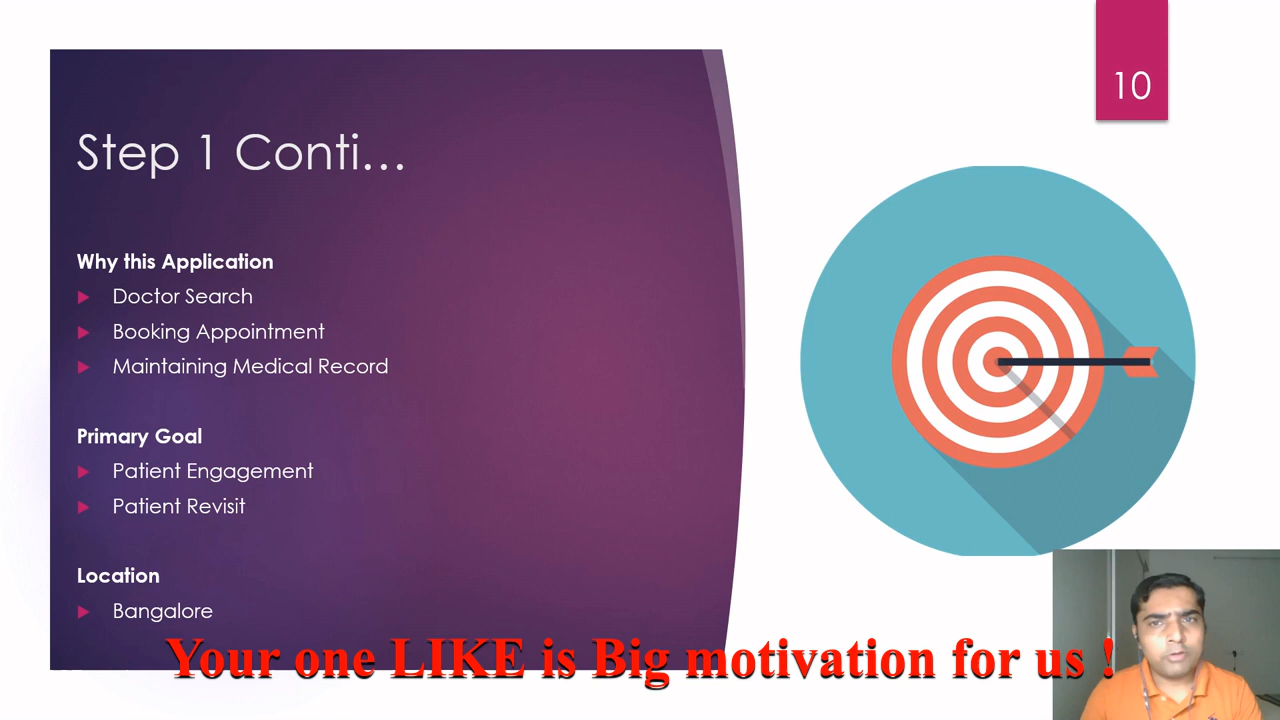 10
Step 1 Conti...
Why this Application
Doctor Search
Booking Appointment
Maintaining Medical Record
Primary Goal
Patient Engagement
Patient Revisit
Location
Bangalore
Your one LIKE is Big motivation for us !